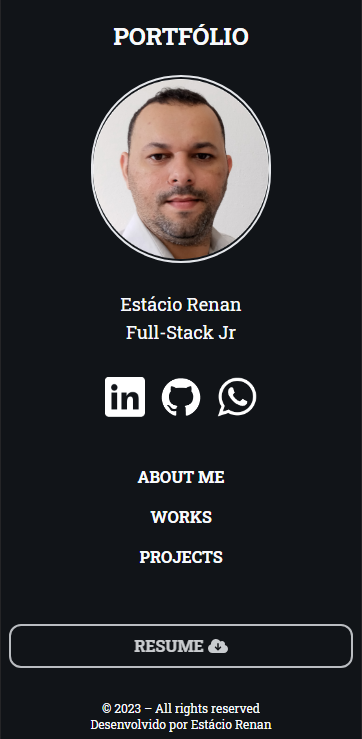 PORTFÓLIO
Estácio Renan
Full-Stack Jr
in
ABOUT ME
WORKS
PROJECTS
RESUME
© 2023 – All rights reserved
Desenvolvido por Estácio Renan